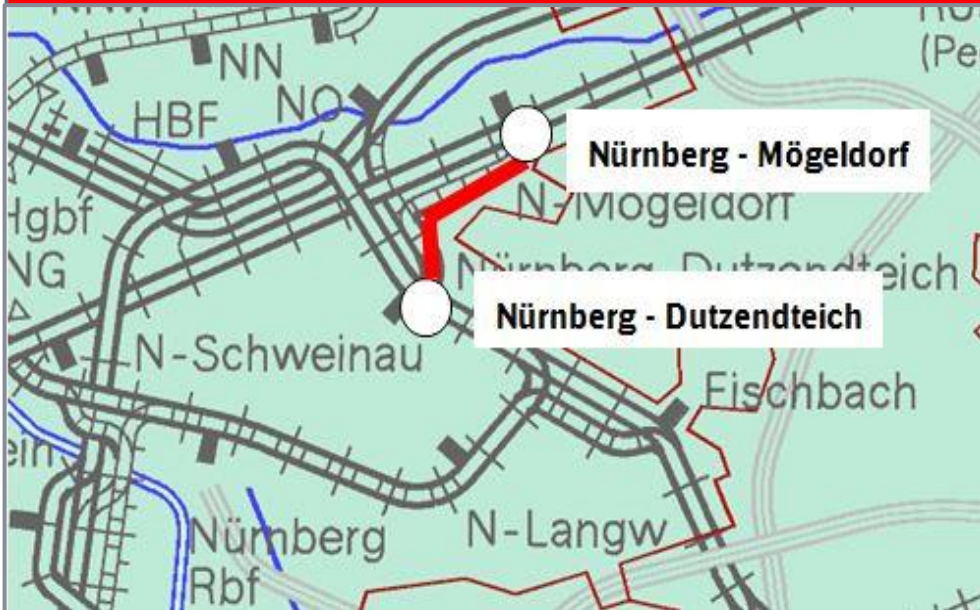 NN
HBF
NO
Nürnberg - Mögeldorf
N-Mögeldorf
Hgbf
NG
Nürnberg-Dutzendteich
Nürnberg - Dutzendteich
N-Schweinau
Fischbach
Nürnberg
Rbf
N-Langw